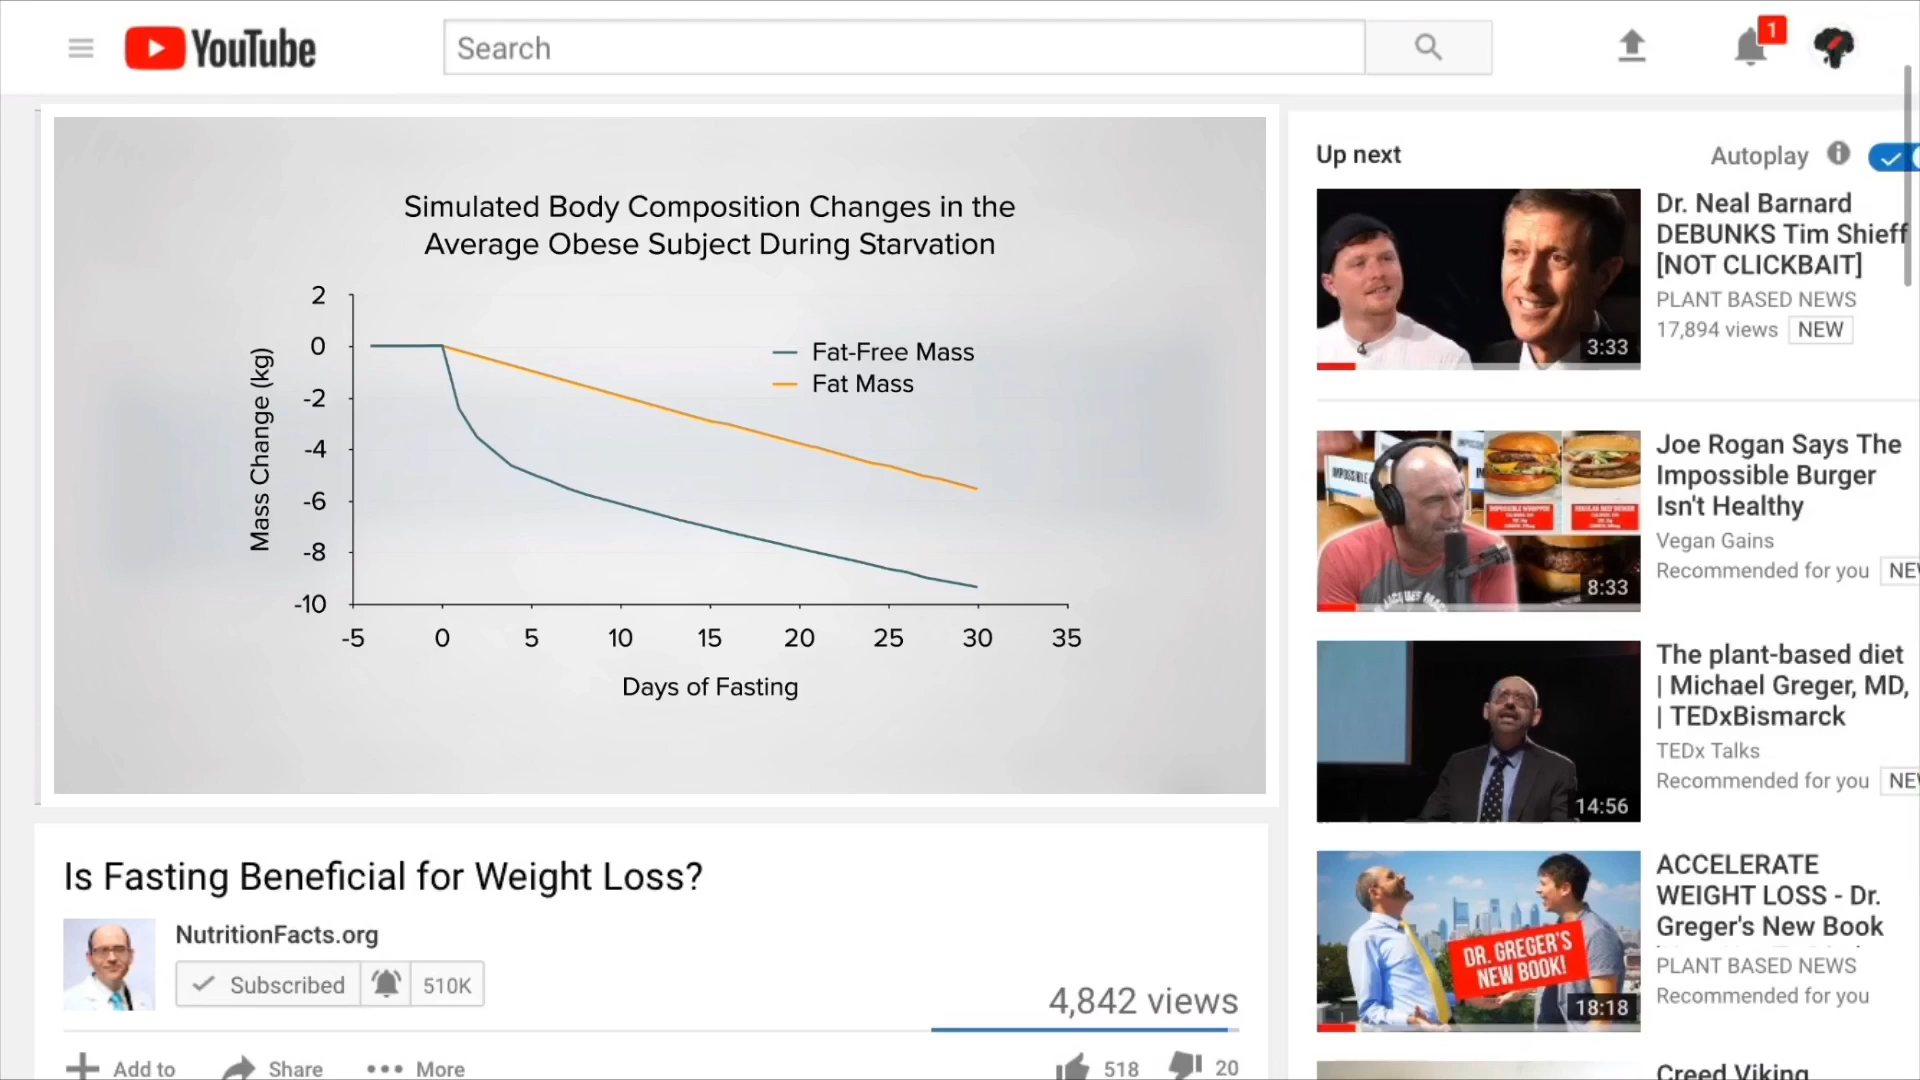 YouTube
Search
1
Simulated Body Composition Changes in the
Average Obese Subject During Starvation
2
0
-2
-4
-6
-8
-10
Mass Change (kg)
Fat-Free Mass
Fat Mass
-5 0 5 10 15 20 25 30 35
Days of Fasting
Is Fasting Beneficial for Weight Loss?
NutritionFacts.org
Subscribed 510K
4,842 views
Add to Share More
518 20
Up next
Autoplay
3:33
Dr. Neal Barnard
DEBUNKS Tim Shieff
[NOT CLICKBAIT]
PLANT BASED NEWS
17,894 views NEW
8:33
Joe Rogan Says The
Impossible Burger
Isn't Healthy
Vegan Gains
Recommended for you NEW
14:56
The plant-based diet
| Michael Greger, MD,
| TEDxBismarck
TEDx Talks
Recommended for you NEW
DR. GREGER'S
NEW BOOK!
18:18
ACCELERATE
WEIGHT LOSS - Dr.
Greger's New Book
PLANT BASED NEWS
Recommended for you
Creed Viking